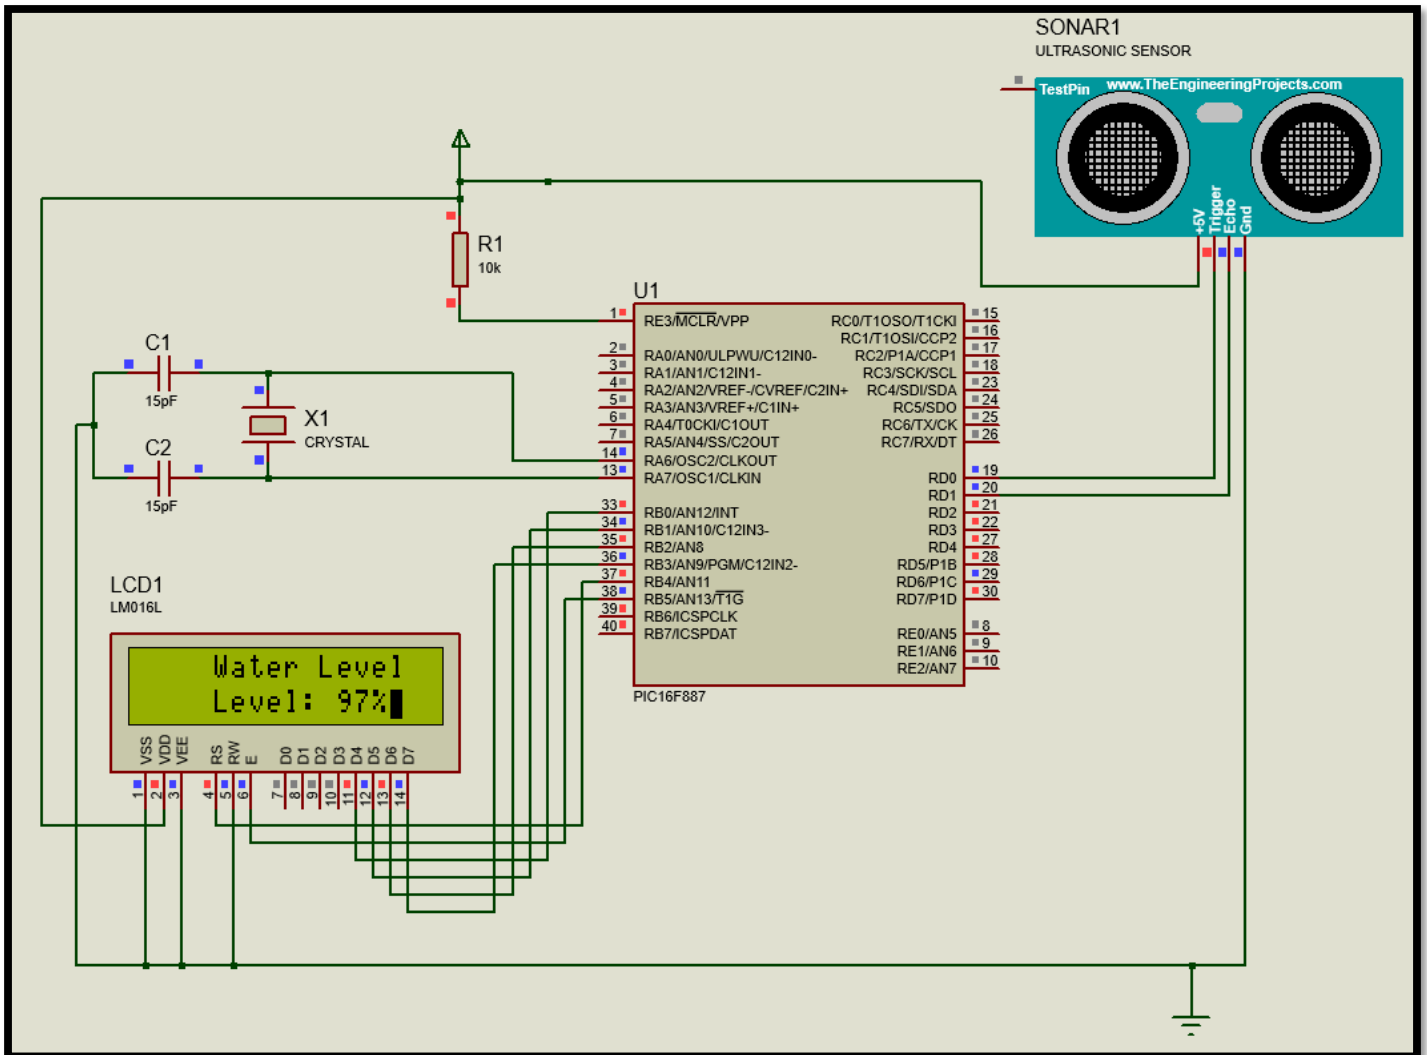 SONAR1
ULTRASONIC SENSOR
TestPin
www.TheEngineeringProjects.com
+5V
Trigger
Echo
Gnd
R1
10k
U1
1 RE3/MCLR/VPP
2 RA0/AN0/ULPWU/C12IN0-
3 RA1/AN1/C12IN1-
4 RA2/AN2/VREF-/CVREF/C2IN+
5 RA3/AN3/VREF+/C1IN+
6 RA4/T0CKI/C1OUT
7 RA5/AN4/SS/C2OUT
14 RA6/OSC2/CLKOUT
13 RA7/OSC1/CLKIN
33 RB0/AN12/INT
34 RB1/AN10/C12IN3-
35 RB2/AN8
36 RB3/AN9/PGM/C12IN2-
37 RB4/AN11
38 RB5/AN13/T1G
39 RB6/ICSPCLK
40 RB7/ICSPDAT
RC0/T1OSO/T1CKI 15
RC1/T1OSI/CCP2 16
RC2/P1A/CCP1 17
RC3/SCK/SCL 18
RC4/SDI/SDA 23
RC5/SDO 24
RC6/TX/CK 25
RC7/RX/DT 26
RD0 19
RD1 20
RD2 21
RD3 22
RD4 27
RD5/P1B 28
RD6/P1C 29
RD7/P1D 30
RE0/AN5 8
RE1/AN6 9
RE2/AN7 10
PIC16F887
C1
15pF
X1
CRYSTAL
C2
15pF
LCD1
LM016L
Water Level
Level: 97%
VSS
VDD
VEE
RS
RW
E
D0
D1
D2
D3
D4
D5
D6
D7
1
2
3
4
5
6
7
8
9
10
11
12
13
14